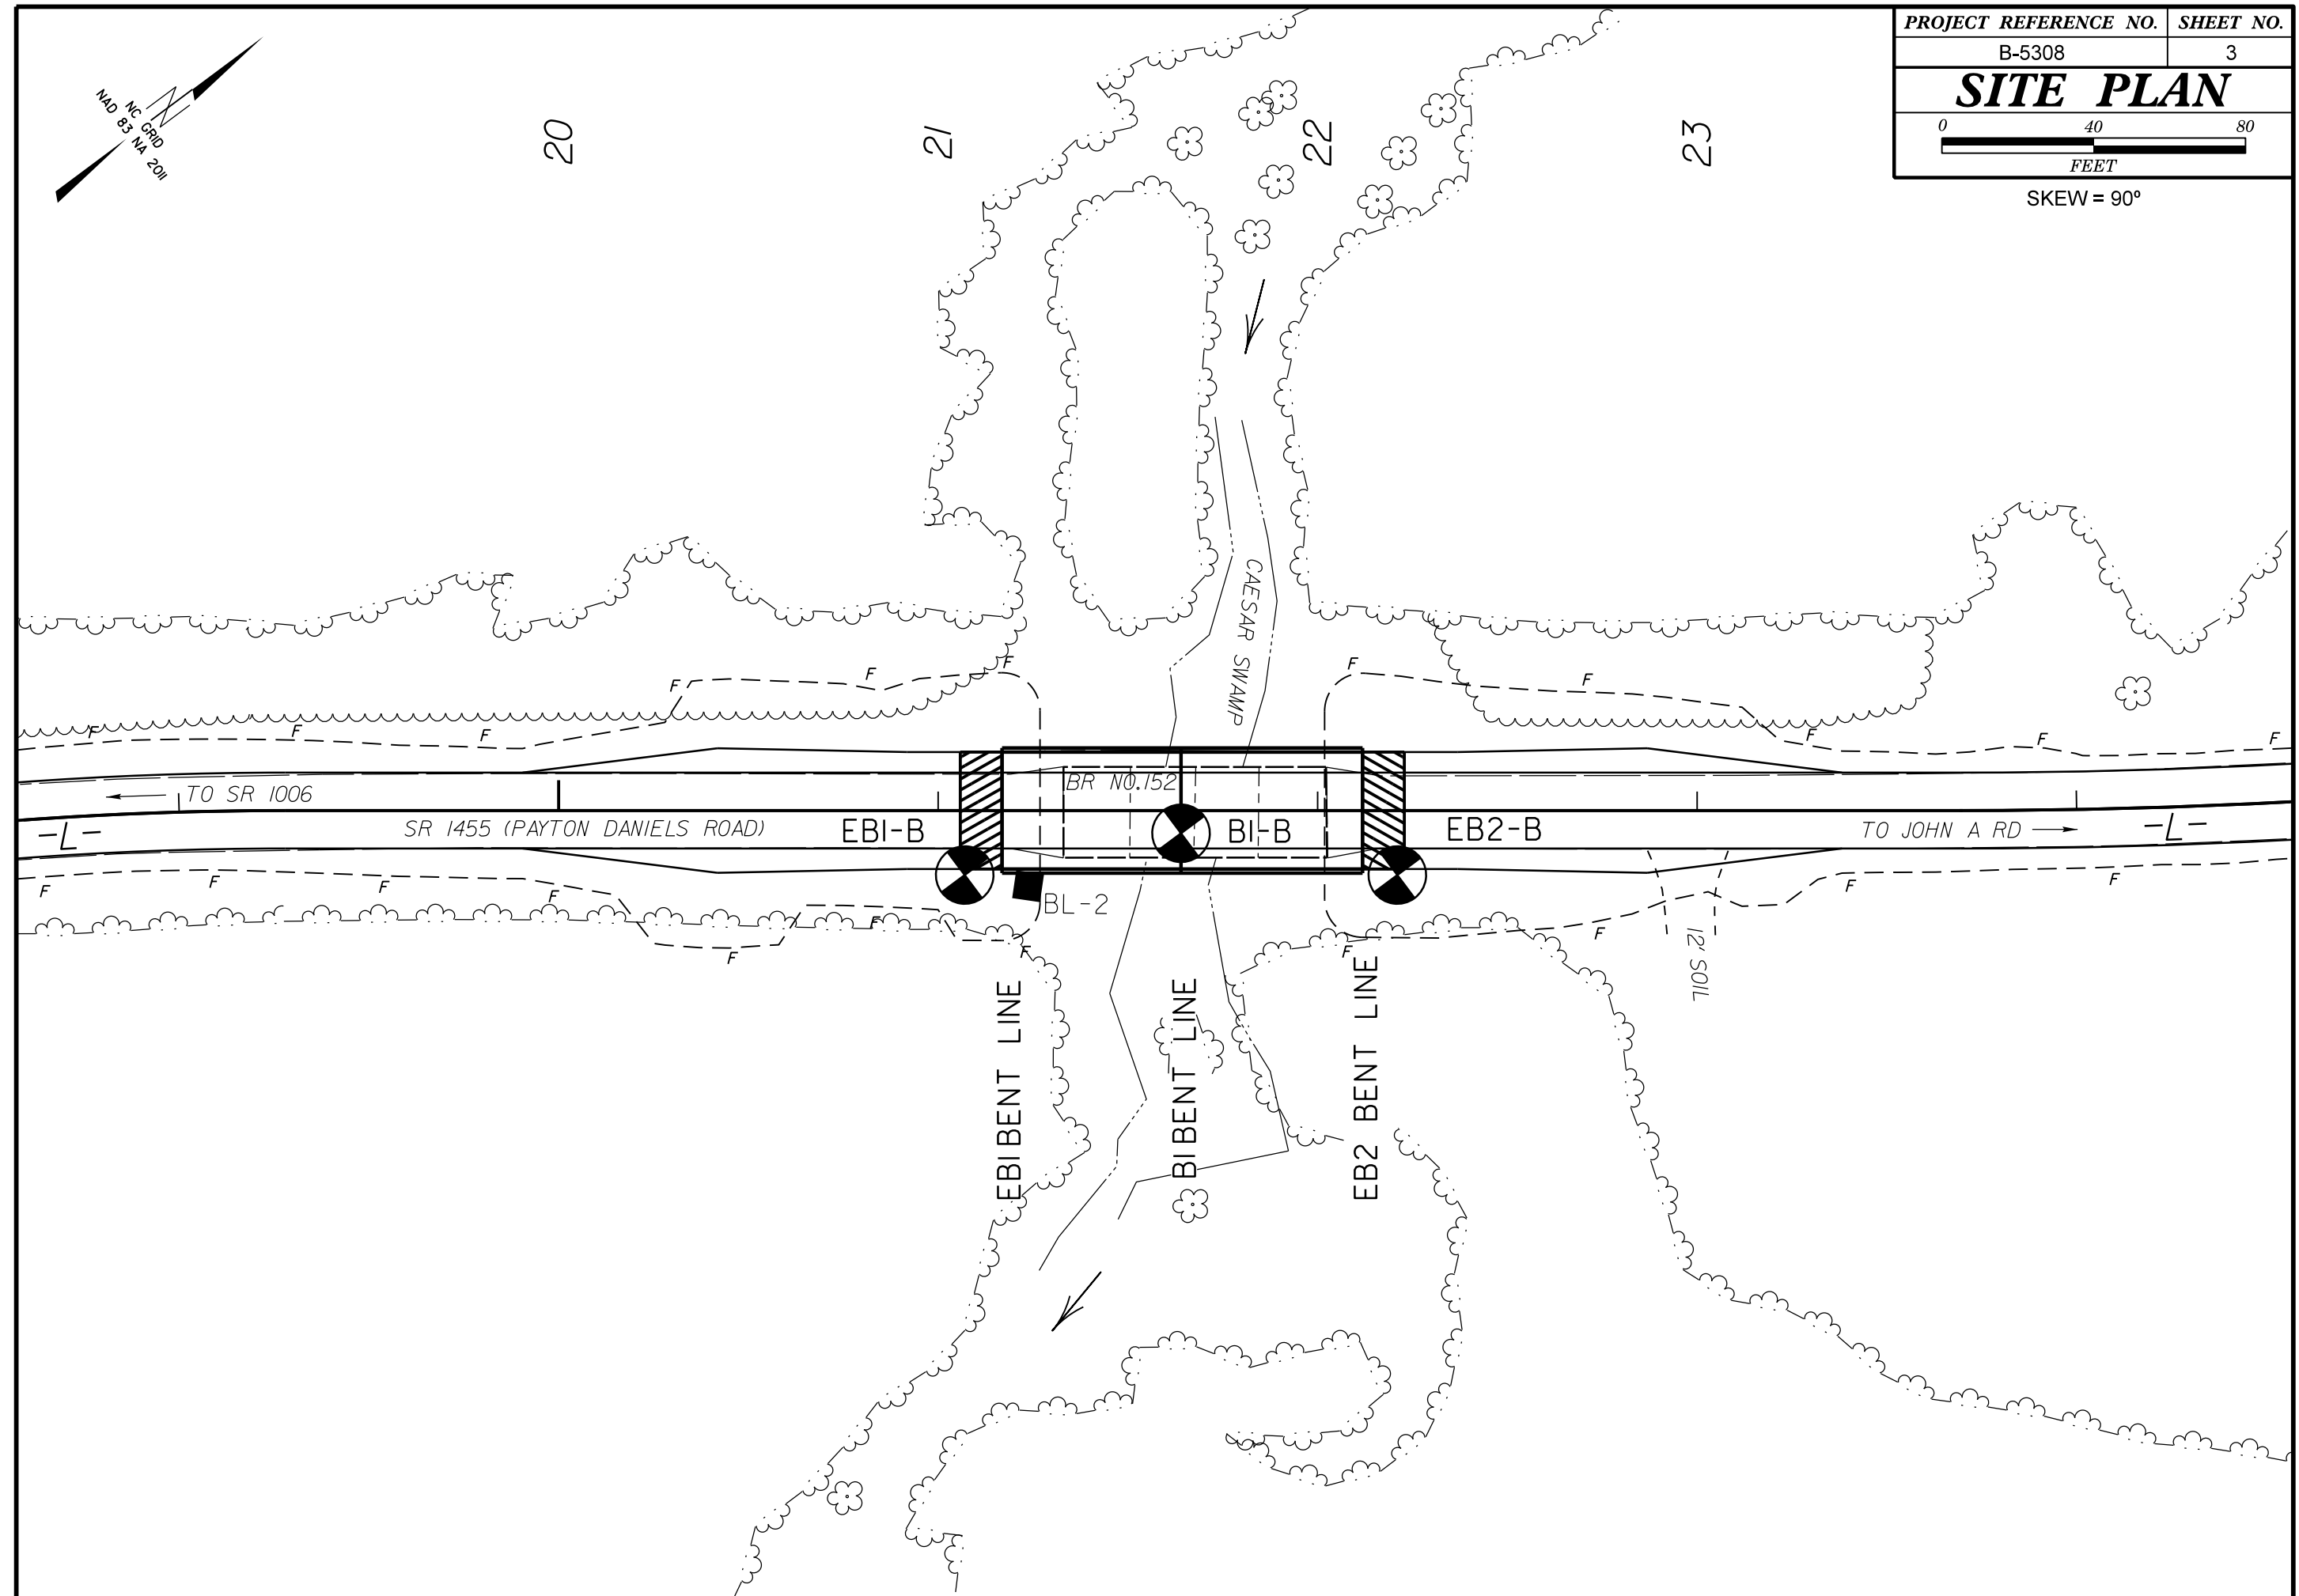 PROJECT REFERENCE NO. SHEET NO.
B-5308 3
SITE PLAN
0 40 80
FEET
SKEW = 90º
NC GRID
NAD 83 NA 2011
20 21 22 23
CAESAR SWAMP
F F F F F
F F F F F F
BR NO.152
TO SR 1006
SR 1455 (PAYTON DANIELS ROAD)
EB1-B B1-B EB2-B
TO JOHN A RD
-L- -L-
F F F F F F
BL-2
F F F F
12' SOIL
EB1 BENT LINE
B1 BENT LINE
EB2 BENT LINE